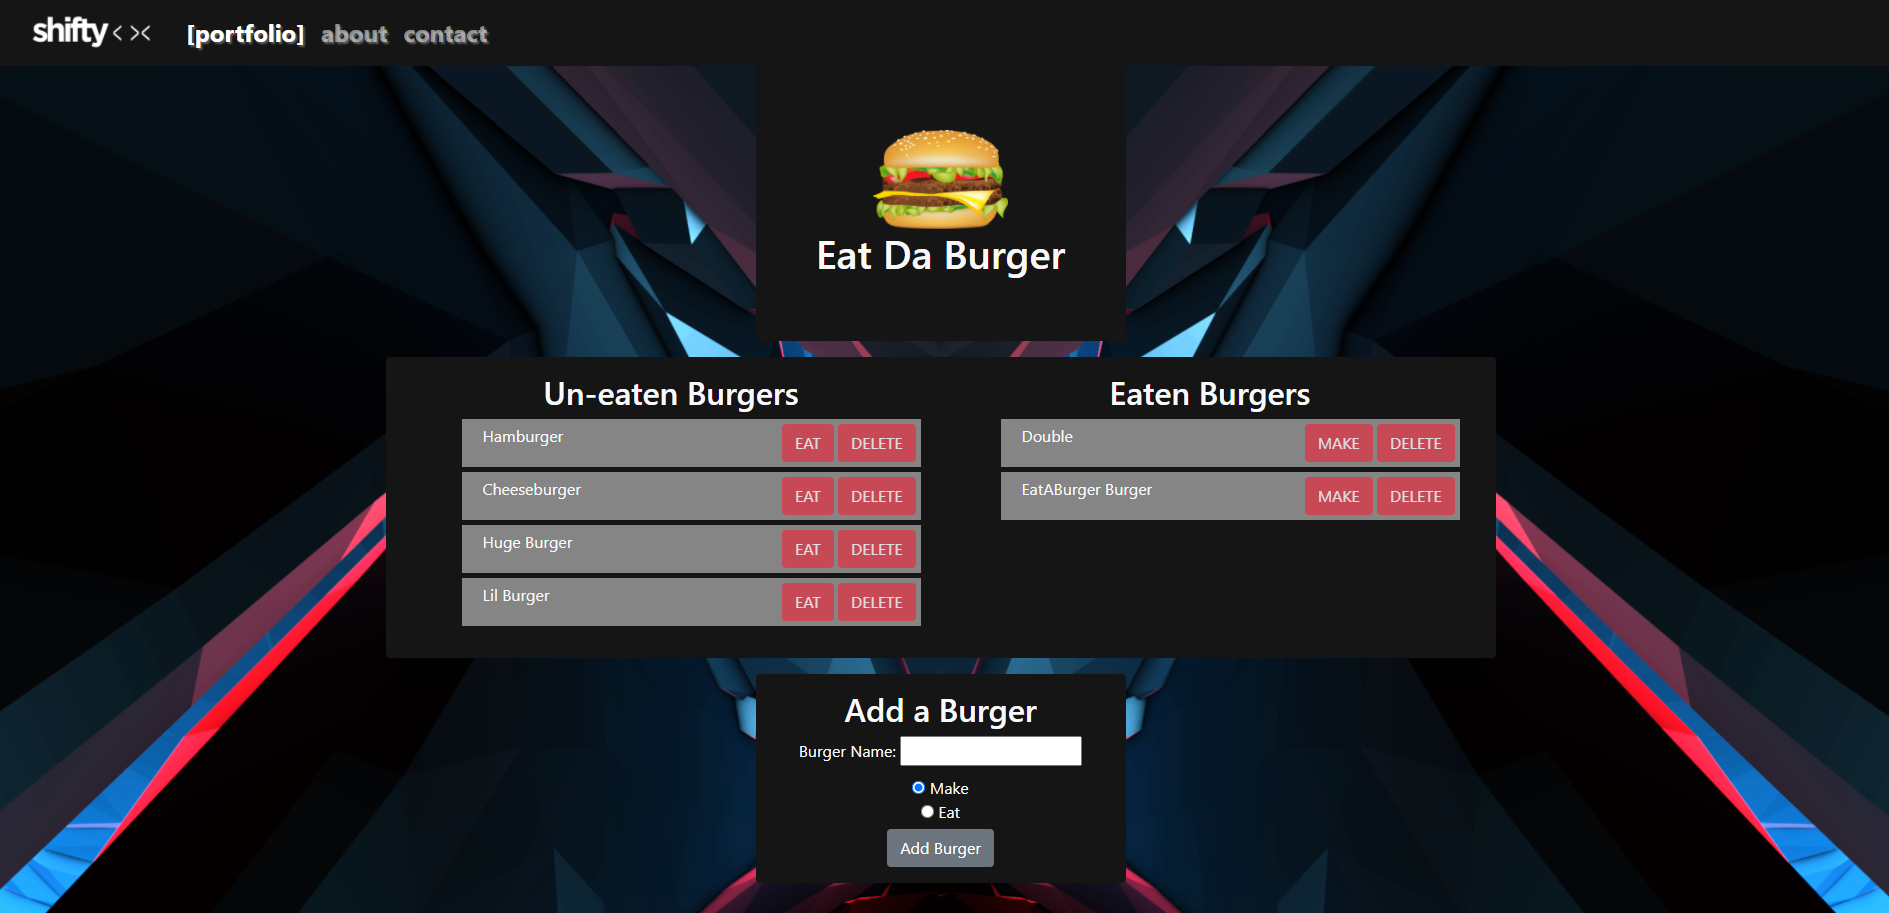 shifty< >< [portfolio] about contact
Eat Da Burger
Un-eaten Burgers
Hamburger EAT DELETE
Cheeseburger EAT DELETE
Huge Burger EAT DELETE
Lil Burger EAT DELETE
Eaten Burgers
Double MAKE DELETE
EatABurger Burger MAKE DELETE
Add a Burger
Burger Name:
Make
Eat
Add Burger